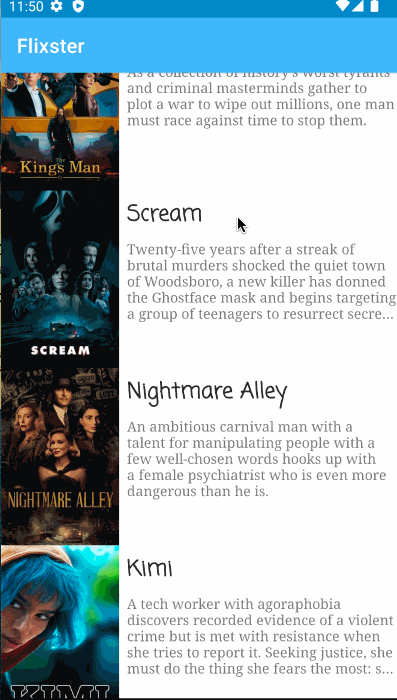 11:50
Flixster
As a collection of history's worst tyrants
and criminal masterminds gather to
plot a war to wipe out millions, one man
must race against time to stop them.
The
King's Man
Scream
Twenty-five years after a streak of
brutal murders shocked the quiet town
of Woodsboro, a new killer has donned
the Ghostface mask and begins targeting
a group of teenagers to resurrect secre...
SCREAM
Nightmare Alley
An ambitious carnival man with a
talent for manipulating people with a
few well-chosen words hooks up with
a female psychiatrist who is even more
dangerous than he is.
NIGHTMARE ALLEY
Kimi
A tech worker with agoraphobia
discovers recorded evidence of a violent
crime but is met with resistance when
she tries to report it. Seeking justice, she
must do the thing she fears the most: s...
KIMI